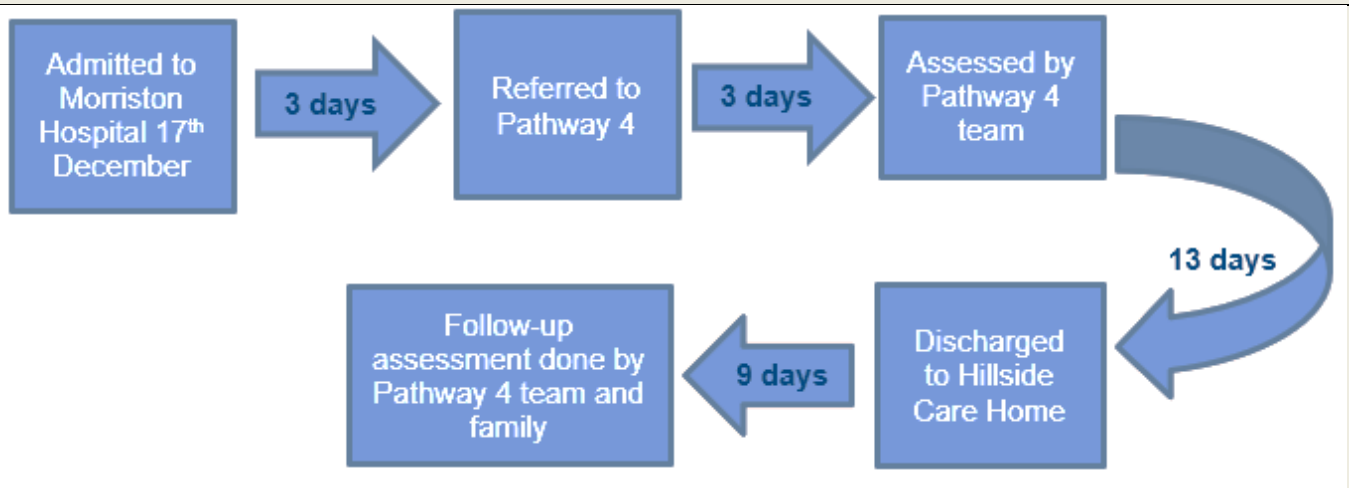 Admitted to
Morriston
Hospital 17th
December
3 days
Referred to
Pathway 4
3 days
Assessed by
Pathway 4
team
13 days
Discharged
to Hillside
Care Home
9 days
Follow-up
assessment done by
Pathway 4 team and
family